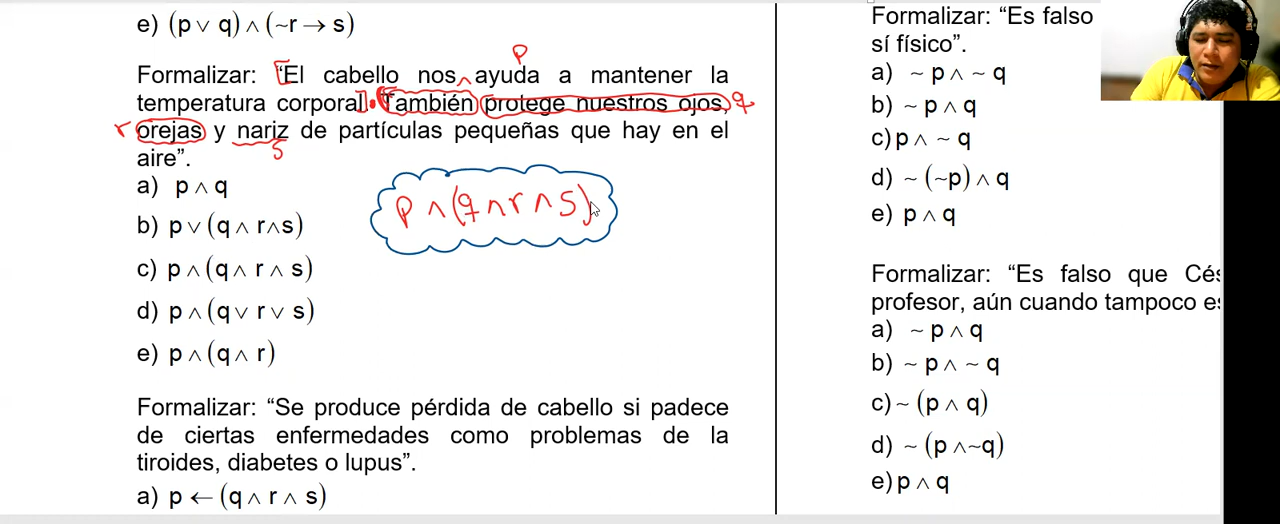 e) (p ∨ q) ∧ (~r → s)
p
Formalizar: “El cabello nos ayuda a mantener la
∧
temperatura corporal. También protege nuestros ojos,
q
r
orejas y nariz de partículas pequeñas que hay en el
s
aire”.
a) p ∧ q
p ∧ (q ∧ r ∧ s)
b) p ∨ (q ∧ r∧s)
c) p ∧ (q ∧ r ∧ s)
d) p ∧ (q ∨ r ∨ s)
e) p ∧ (q ∧ r)
Formalizar: “Se produce pérdida de cabello si padece
de ciertas enfermedades como problemas de la
tiroides, diabetes o lupus”.
a) p ← (q ∧ r ∧ s)
Formalizar: “Es falso
sí físico”.
a) ~ p ∧ ~ q
b) ~ p ∧ q
c) p ∧ ~ q
d) ~ (~p) ∧ q
e) p ∧ q
Formalizar: “Es falso que Cés
profesor, aún cuando tampoco es
a) ~ p ∧ q
b) ~ p ∧ ~ q
c) ~ (p ∧ q)
d) ~ (p ∧~q)
e) p ∧ q